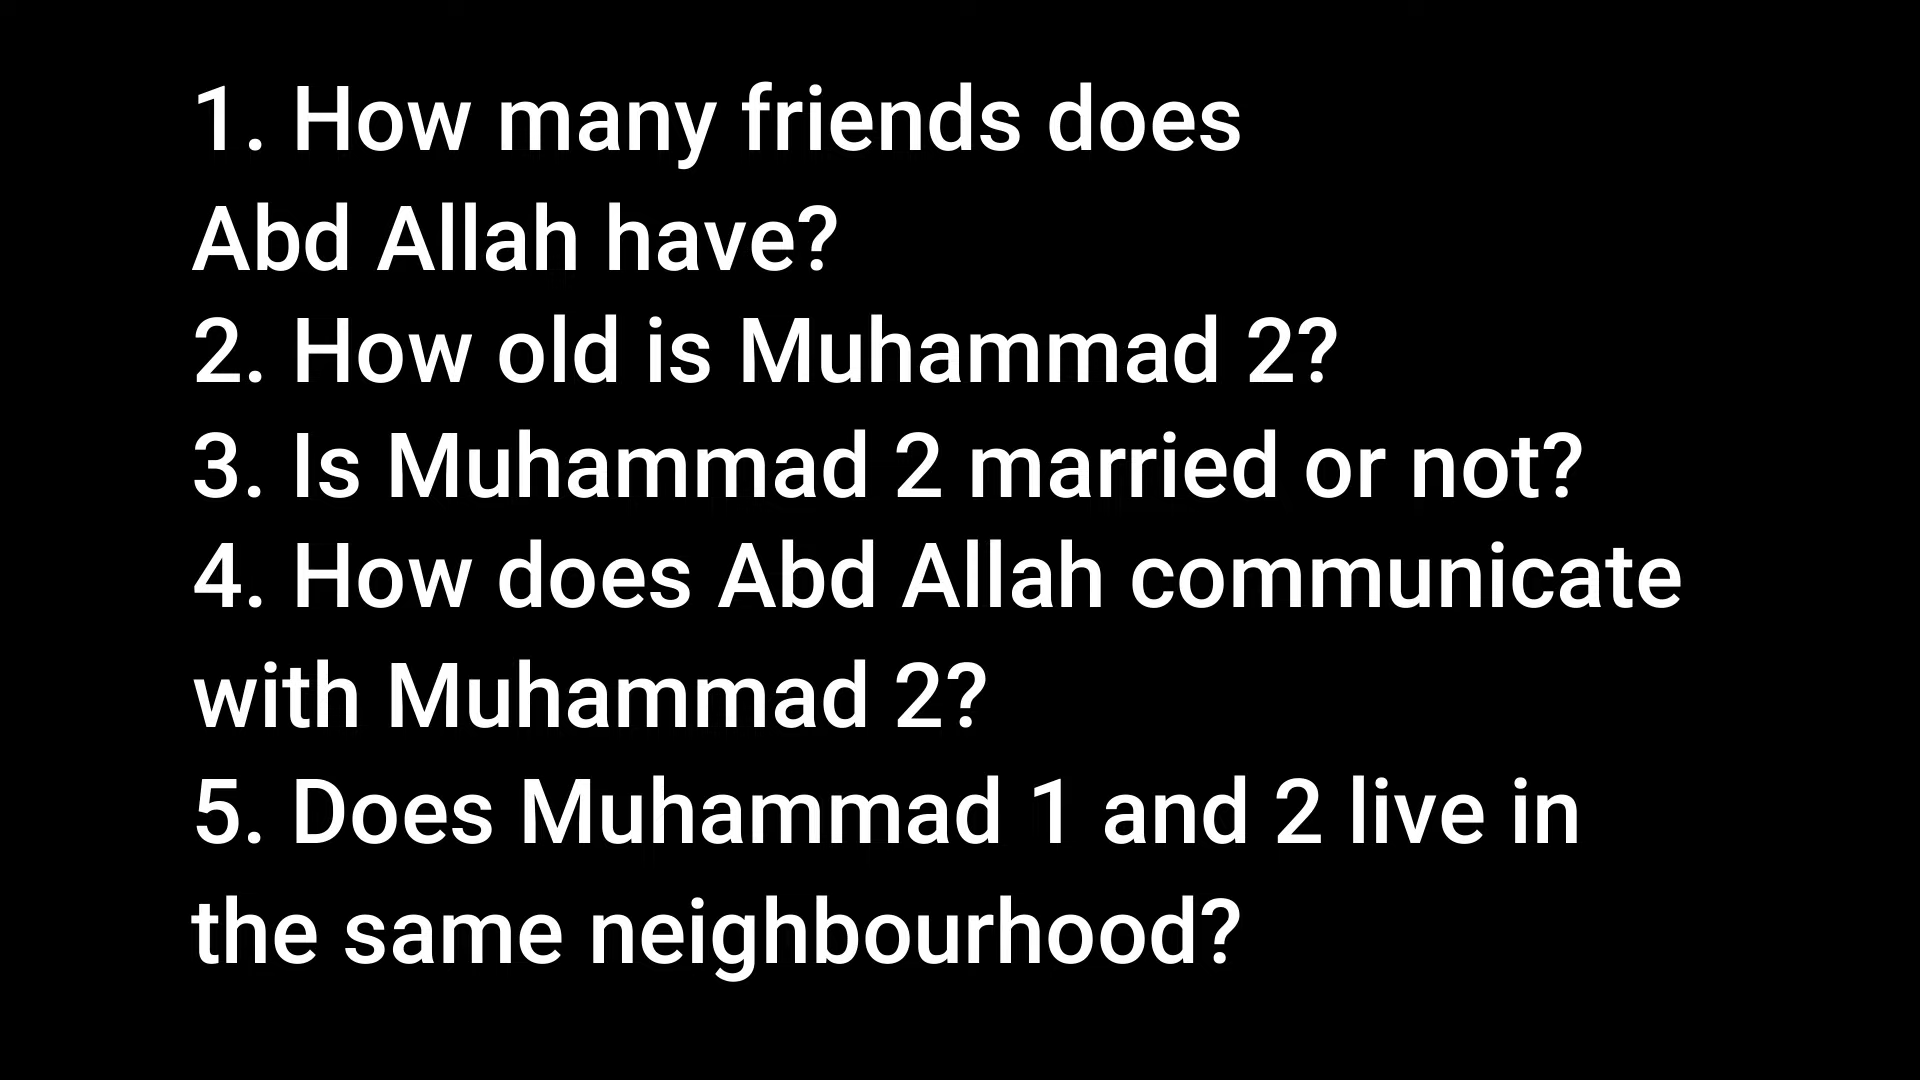 1. How many friends does
Abd Allah have?
2. How old is Muhammad 2?
3. Is Muhammad 2 married or not?
4. How does Abd Allah communicate
with Muhammad 2?
5. Does Muhammad 1 and 2 live in
the same neighbourhood?